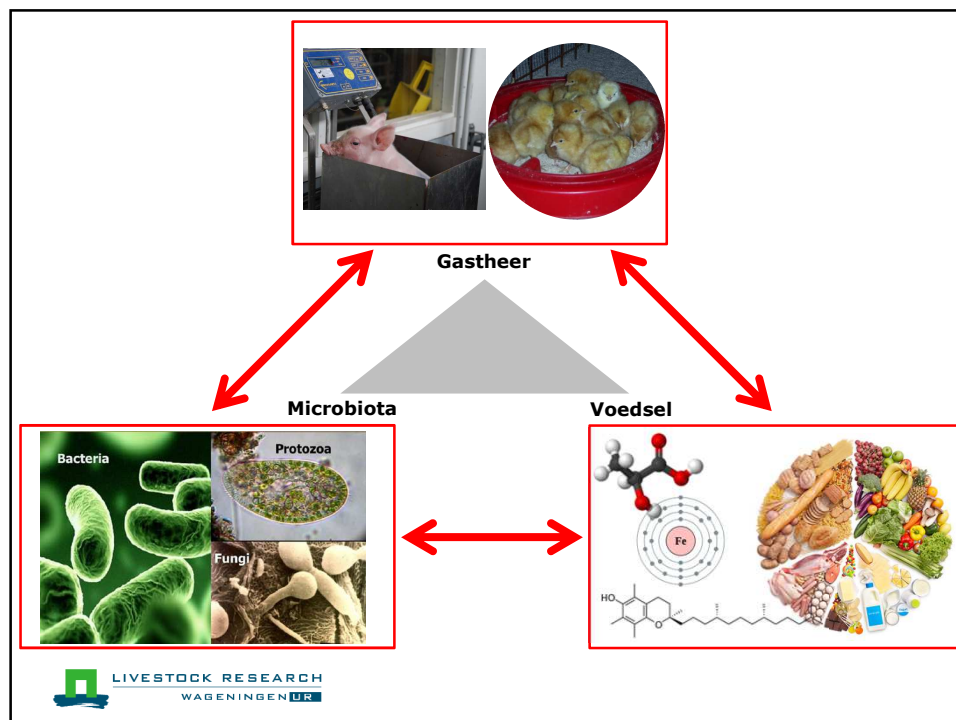 Gastheer
Microbiota
Voedsel
Bacteria
Protozoa
Fungi
Fe
HO
O
LIVESTOCK RESEARCH
WAGENINGEN UR